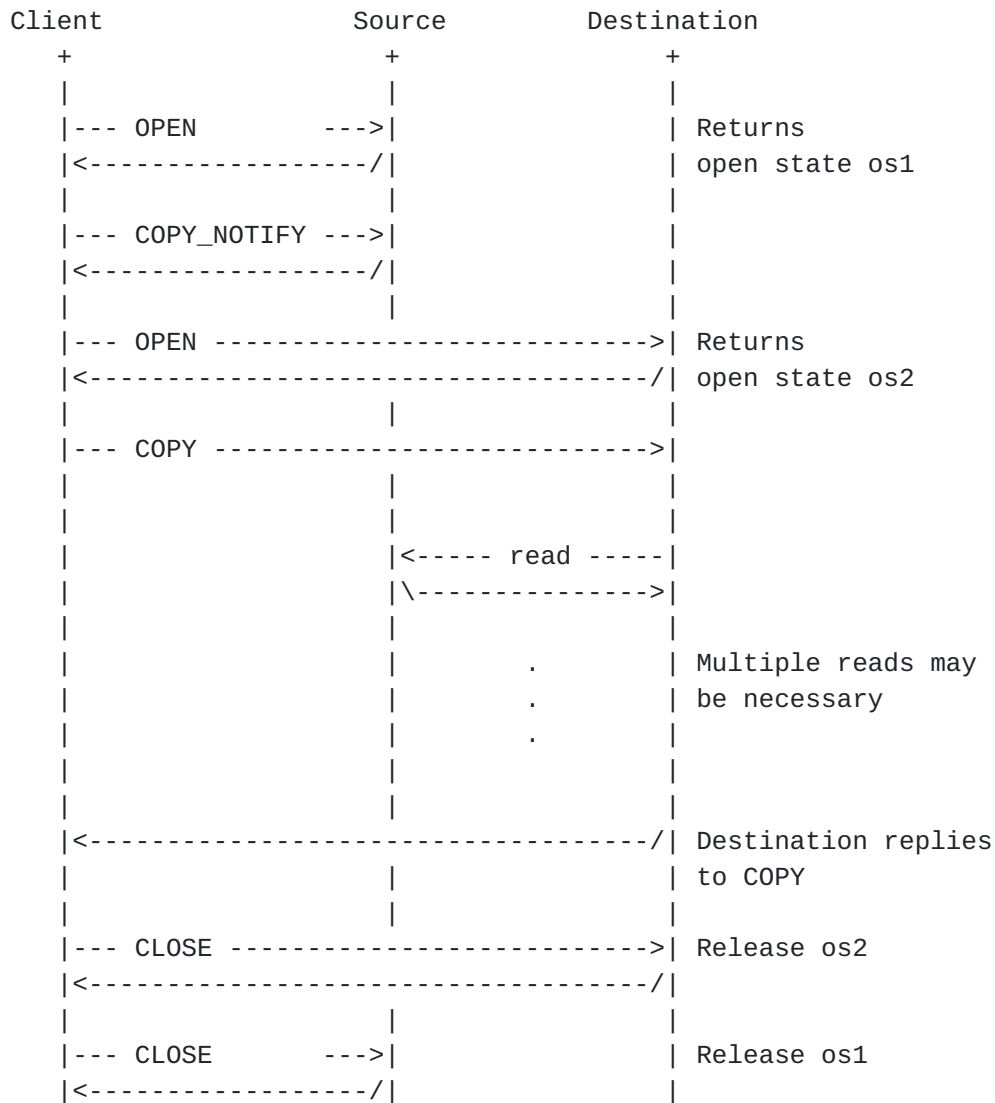 Client                Source         Destination
   +                    +                 +
   |                    |                 |
   |--- OPEN        --->|                 | Returns
   |<------------------/|                 | open state os1
   |                    |                 |
   |--- COPY_NOTIFY --->|                 |
   |<------------------/|                 |
   |                    |                 |
   |--- OPEN ---------------------------->| Returns
   |<------------------------------------/| open state os2
   |                    |                 |
   |--- COPY ---------------------------->|
   |                    |                 |
   |                    |                 |
   |                    |<----- read -----|
   |                    |\--------------->|
   |                    |                 |
   |                    |        .        | Multiple reads may
   |                    |        .        | be necessary
   |                    |        .        |
   |                    |                 |
   |                    |                 |
   |<------------------------------------/| Destination replies
   |                    |                 | to COPY
   |                    |                 |
   |--- CLOSE --------------------------->| Release os2
   |<------------------------------------/|
   |                    |                 |
   |--- CLOSE       --->|                 | Release os1
   |<------------------/|                 |